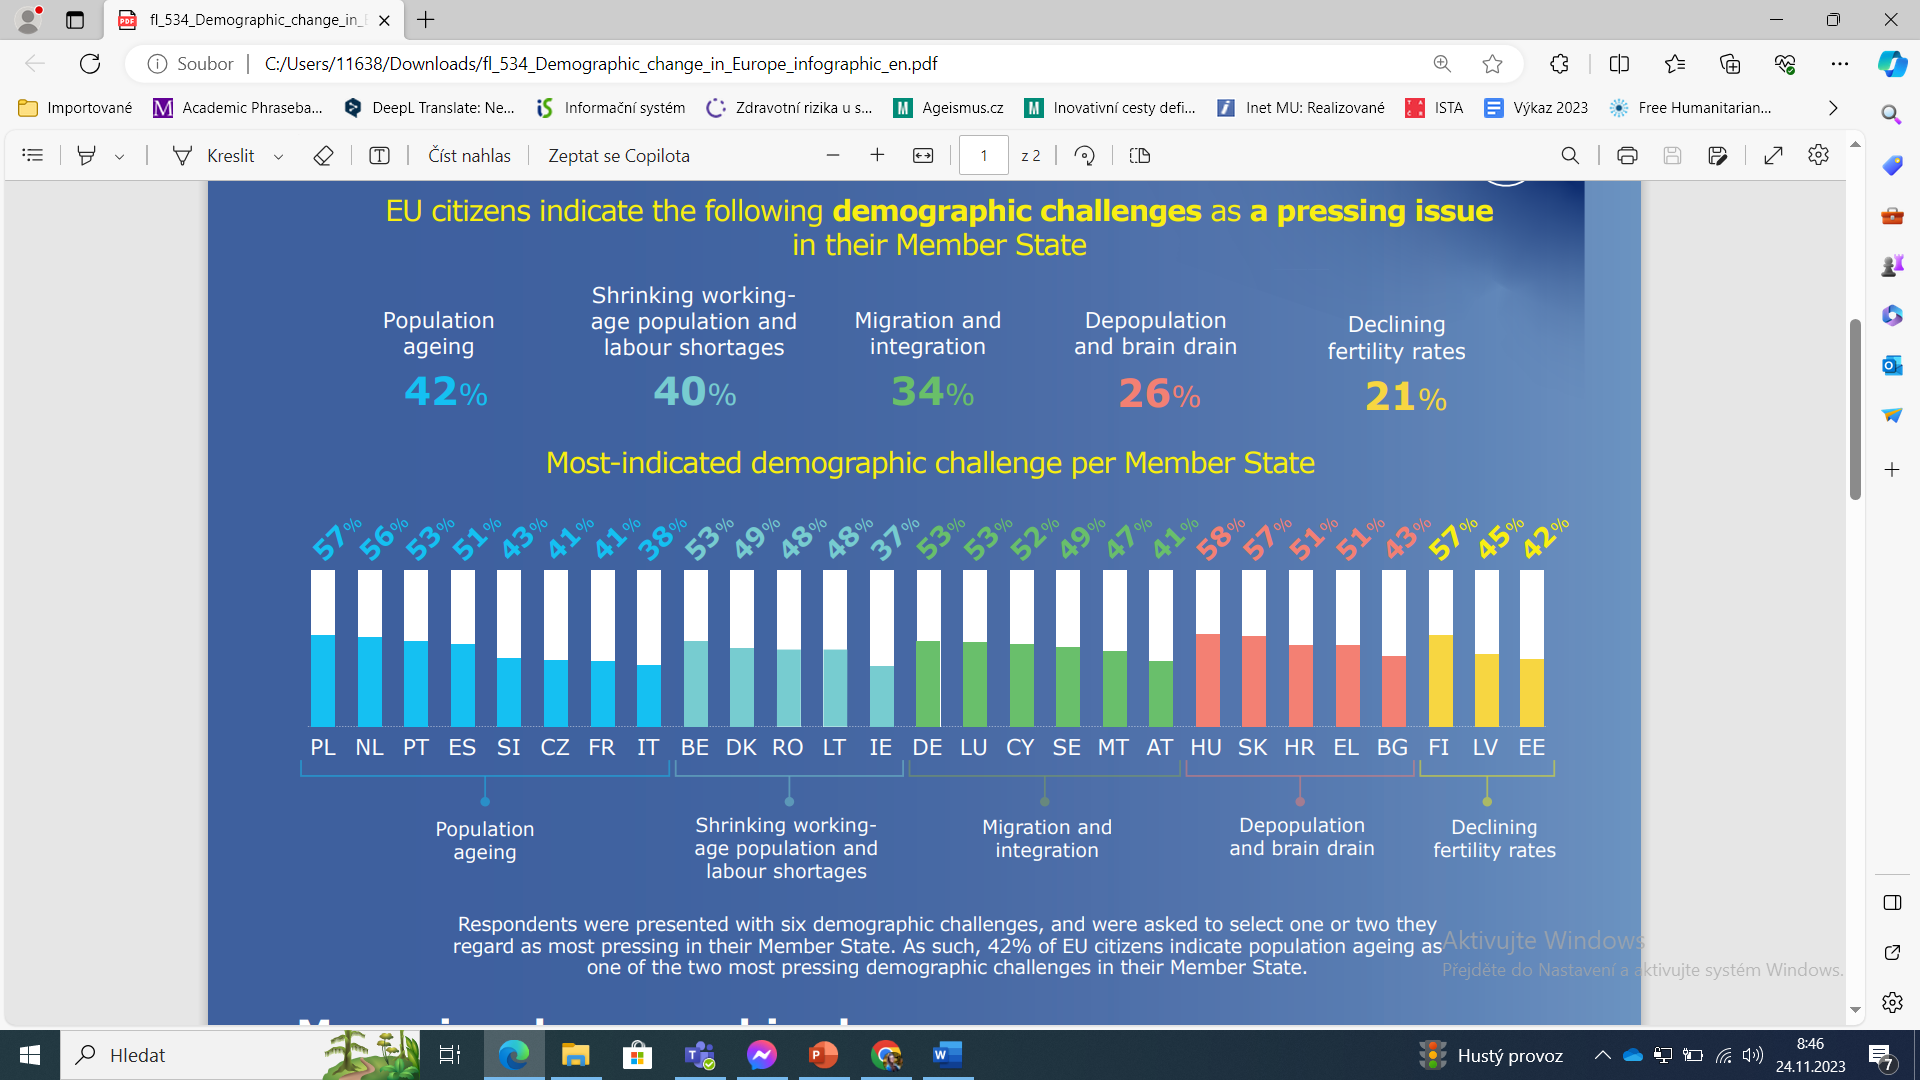 fl_534_Demographic_change_in_E
Soubor
C:/Users/11638/Downloads/fl_534_Demographic_change_in_Europe_infographic_en.pdf
Importované
Academic Phraseba...
DeepL Translate: Ne...
Informační systém
Zdravotní rizika u s...
Ageismus.cz
Inovativní cesty defi...
Inet MU: Realizované
ISTA
Výkaz 2023
Free Humanitarian...
Kreslit
Číst nahlas
Zeptat se Copilota
1
z 2
EU citizens indicate the following demographic challenges as a pressing issue
in their Member State
Population
ageing
42%
Shrinking working-
age population and
labour shortages
40%
Migration and
integration
34%
Depopulation
and brain drain
26%
Declining
fertility rates
21%
Most-indicated demographic challenge per Member State
57% 56% 53% 51% 43% 41% 41% 38% 53% 49% 48% 48% 37% 53% 53% 52% 49% 47% 41% 58% 57% 51% 51% 43% 57% 45% 42%
PL NL PT ES SI CZ FR IT BE DK RO LT IE DE LU CY SE MT AT HU SK HR EL BG FI LV EE
Population
ageing
Shrinking working-
age population and
labour shortages
Migration and
integration
Depopulation
and brain drain
Declining
fertility rates
Respondents were presented with six demographic challenges, and were asked to select one or two they
regard as most pressing in their Member State. As such, 42% of EU citizens indicate population ageing as
one of the two most pressing demographic challenges in their Member State.
Aktivujte Windows
Přejděte do Nastavení a aktivujte systém Windows.
Hledat
Hustý provoz
8:46
24.11.2023
7